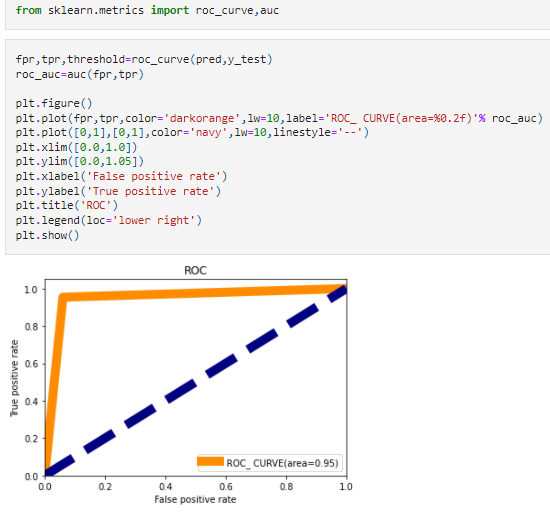 from sklearn.metrics import roc_curve,auc
fpr,tpr,threshold=roc_curve(pred,y_test)
roc_auc=auc(fpr,tpr)
plt.figure()
plt.plot(fpr,tpr,color='darkorange',lw=10,label='ROC_ CURVE(area=%0.2f)'% roc_auc)
plt.plot([0,1],[0,1],color='navy',lw=10,linestyle='--')
plt.xlim([0.0,1.0])
plt.ylim([0.0,1.05])
plt.xlabel('False positive rate')
plt.ylabel('True positive rate')
plt.title('ROC')
plt.legend(loc='lower right')
plt.show()
ROC
True positive rate
1.0
0.8
0.6
0.4
0.2
0.0
ROC_ CURVE(area=0.95)
0.0 0.2 0.4 0.6 0.8 1.0
False positive rate